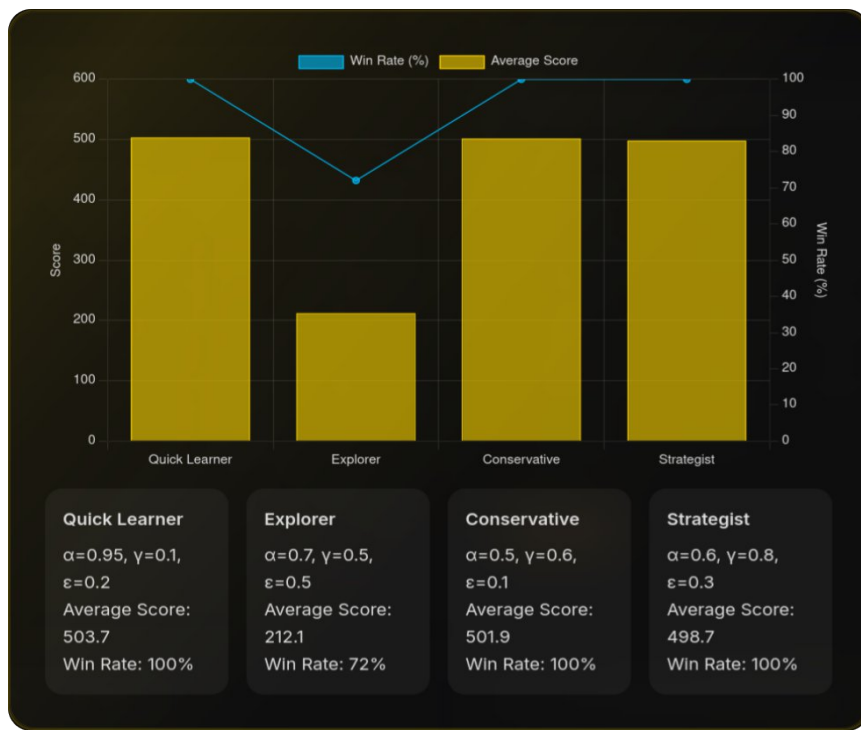 Win Rate (%) Average Score
600
500
400
300
200
100
0
Score
100
90
80
70
60
50
40
30
20
10
0
Win Rate (%)
Quick Learner Explorer Conservative Strategist
Quick Learner
α=0.95, γ=0.1,
ε=0.2
Average Score:
503.7
Win Rate: 100%
Explorer
α=0.7, γ=0.5,
ε=0.5
Average Score:
212.1
Win Rate: 72%
Conservative
α=0.5, γ=0.6,
ε=0.1
Average Score:
501.9
Win Rate: 100%
Strategist
α=0.6, γ=0.8,
ε=0.3
Average Score:
498.7
Win Rate: 100%